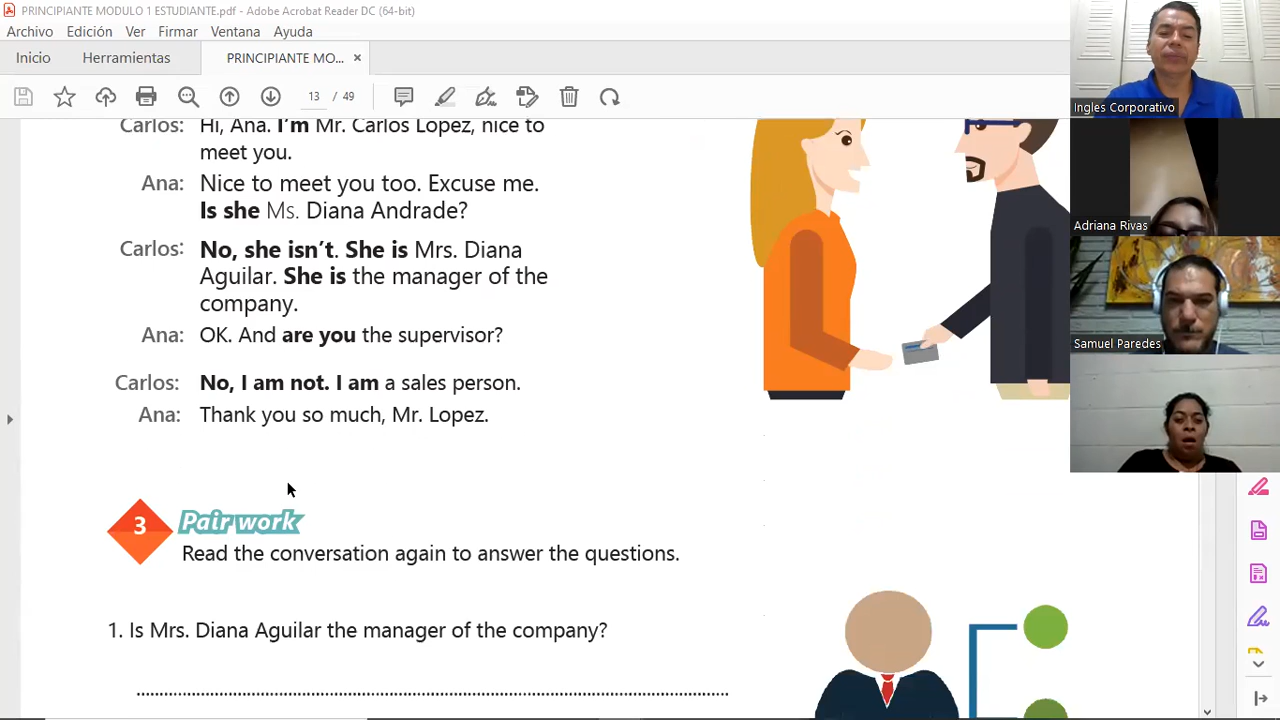 PRINCIPIANTE MODULO 1 ESTUDIANTE.pdf - Adobe Acrobat Reader DC (64-bit)
Archivo Edición Ver Firmar Ventana Ayuda
Inicio Herramientas PRINCIPIANTE MO... ×
13 / 49
Carlos: Hi, Ana. I'm Mr. Carlos Lopez, nice to
meet you.
Ana: Nice to meet you too. Excuse me.
Is she Ms. Diana Andrade?
Carlos: No, she isn't. She is Mrs. Diana
Aguilar. She is the manager of the
company.
Ana: OK. And are you the supervisor?
Carlos: No, I am not. I am a sales person.
Ana: Thank you so much, Mr. Lopez.
3 Pair work
Read the conversation again to answer the questions.
1. Is Mrs. Diana Aguilar the manager of the company?
Ingles Corporativo
Adriana Rivas
Samuel Paredes